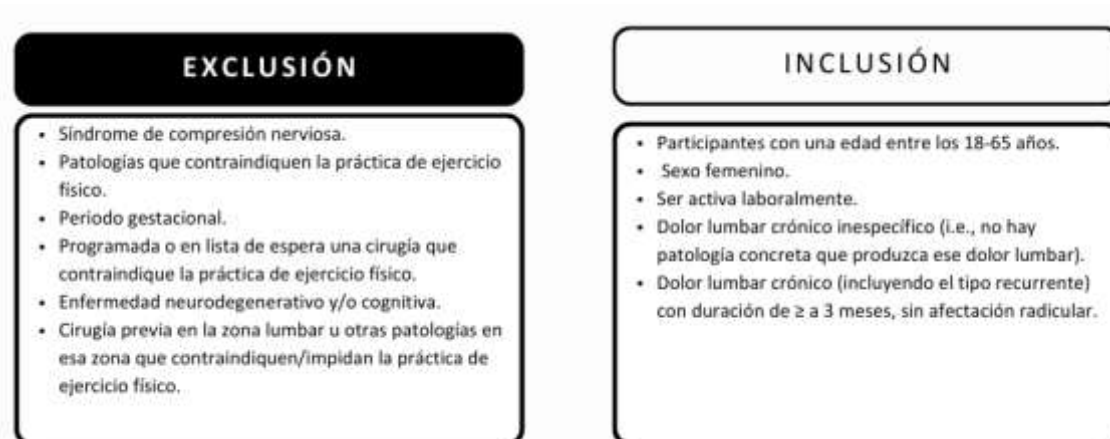 EXCLUSIÓN
• Síndrome de compresión nerviosa.
• Patologías que contraindiquen la práctica de ejercicio
físico.
• Periodo gestacional.
• Programada o en lista de espera una cirugía que
contraindique la práctica de ejercicio físico.
• Enfermedad neurodegenerativo y/o cognitiva.
• Cirugía previa en la zona lumbar u otras patologías en
esa zona que contraindiquen/impidan la práctica de
ejercicio físico.
INCLUSIÓN
• Participantes con una edad entre los 18-65 años.
• Sexo femenino.
• Ser activa laboralmente.
• Dolor lumbar crónico inespecífico (i.e., no hay
patología concreta que produzca ese dolor lumbar).
• Dolor lumbar crónico (incluyendo el tipo recurrente)
con duración de ≥ a 3 meses, sin afectación radicular.